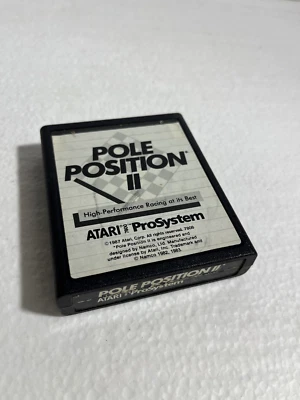 POLE
POSITION®
II
High-Performance Racing at its Best
ATARI ProSystem
©1987 Atari, Corp. All rights reserved.
"Pole Position II is engineered and
designed by Namco, Ltd. Manufactured
under license by Atari, Inc. Trademark and
© Namco 1982, 1983.
POLE POSITION II
ATARI ProSystem